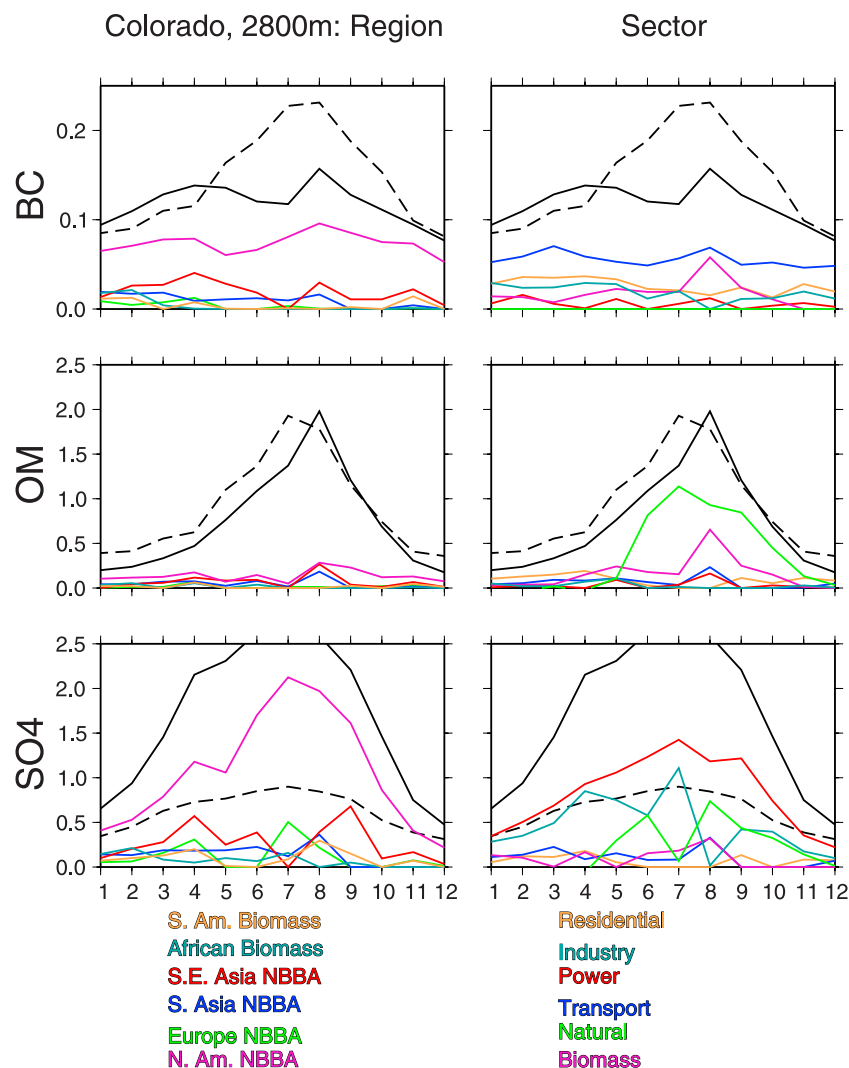 Colorado, 2800m: Region Sector
BC
0.2
0.1
0.0
OM
2.5
2.0
1.5
1.0
0.5
0.0
SO4
2.5
2.0
1.5
1.0
0.5
0.0
1 2 3 4 5 6 7 8 9 10 11 12 1 2 3 4 5 6 7 8 9 10 11 12
S. Am. Biomass
African Biomass
S.E. Asia NBBA
S. Asia NBBA
Europe NBBA
N. Am. NBBA
Residential
Industry
Power
Transport
Natural
Biomass